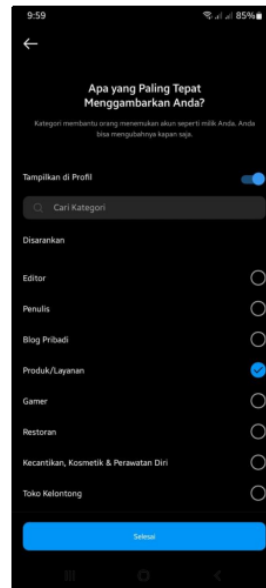 9:59
85%
Apa yang Paling Tepat
Menggambarkan Anda?
Kategori membantu orang menemukan akun seperti milik Anda. Anda
bisa mengubahnya kapan saja.
Tampilkan di Profil
Cari Kategori
Disarankan
Editor
Penulis
Blog Pribadi
Produk/Layanan
Gamer
Restoran
Kecantikan, Kosmetik & Perawatan Diri
Toko Kelontong
Selesai